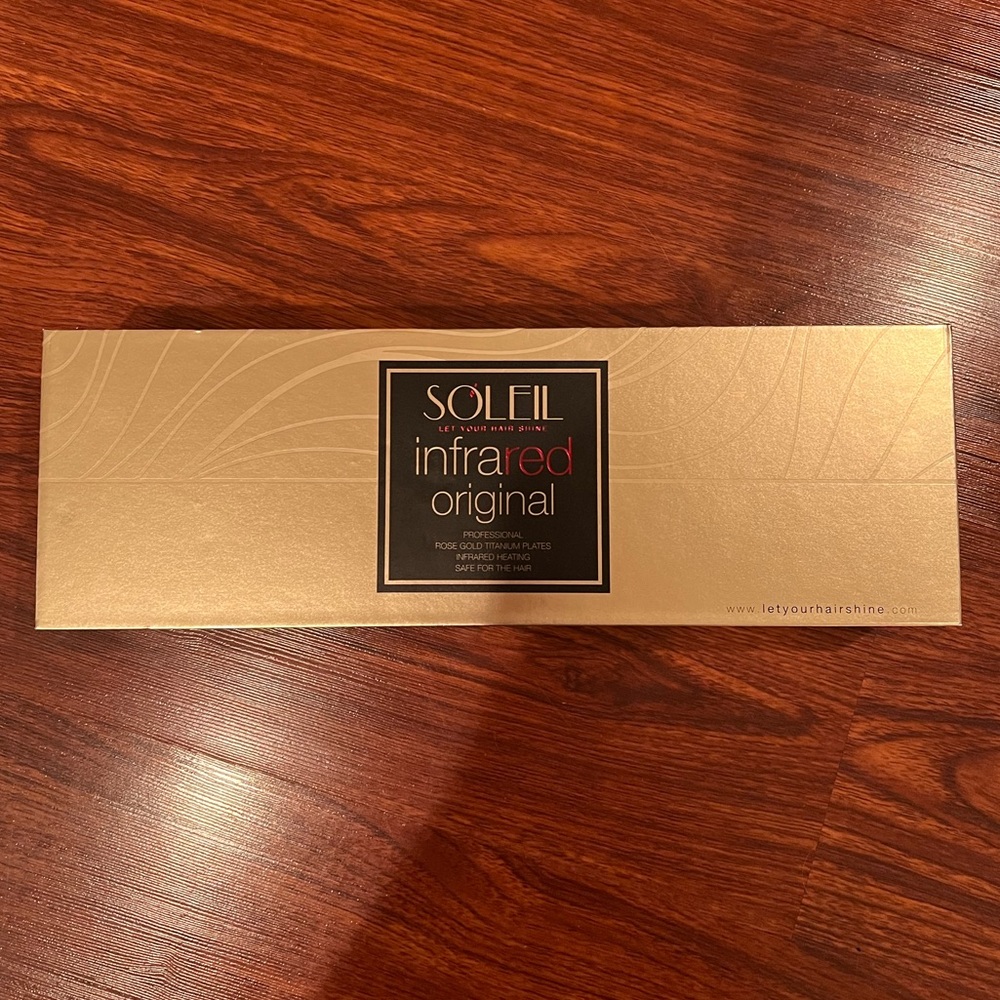 SOLEIL
LET YOUR HAIR SHINE
infrared
original
PROFESSIONAL
ROSE GOLD TITANIUM PLATES
INFRARED HEATING
SAFE FOR THE HAIR
www.letyourhairshine.com